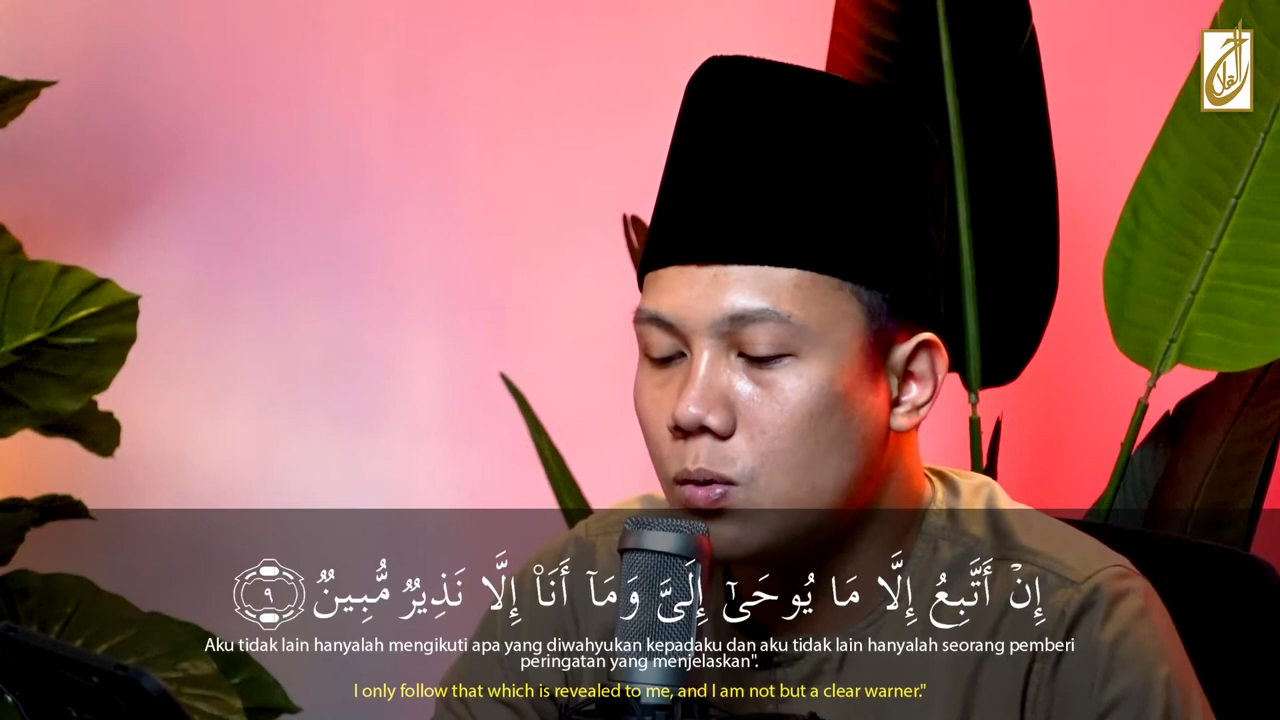 إِنْ أَتَّبِعُ إِلَّا مَا يُوحَىٰٓ إِلَىَّ وَمَآ أَنَا۠ إِلَّا نَذِيرٌ مُّبِينٌ ٩
Aku tidak lain hanyalah mengikuti apa yang diwahyukan kepadaku dan aku tidak lain hanyalah seorang pemberi
peringatan yang menjelaskan".
I only follow that which is revealed to me, and I am not but a clear warner."